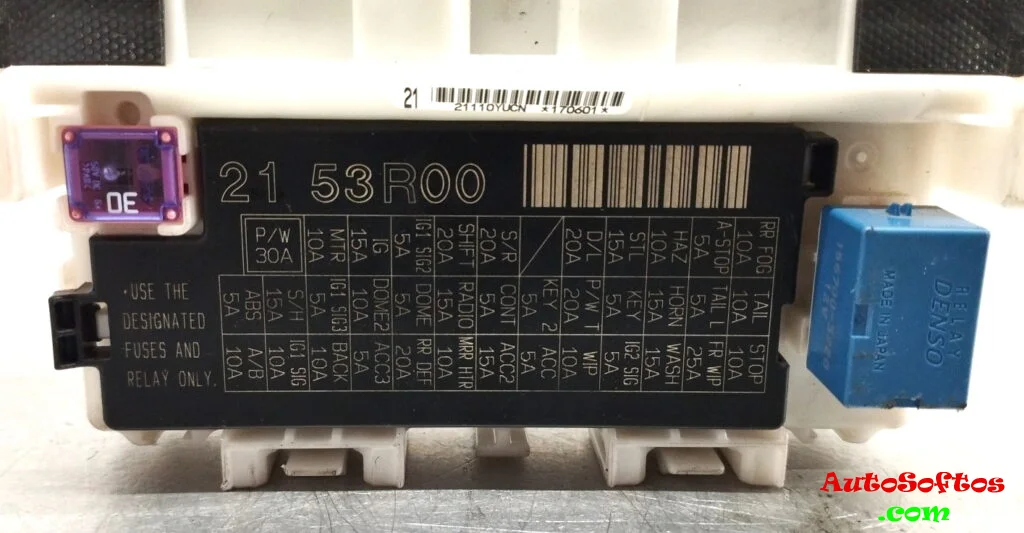 21
21110YUCN *170601*
21 53R00
30
P/W
30A
RR FOG TAIL STOP
10A 10A 10A
A-STOP TAIL L FR WIP
5A 10A 25A
HAZ HORN WASH
10A 15A 15A
STL KEY IG2 SIG
15A 5A 5A
D/L P/W T WIP
20A 20A 10A
KEY 2 ACC
5A 5A
S/R CONT ACC2
20A 5A 15A
SHIFT RADIO MRR HTR
20A 15A 10A
IG1 SIG2 DOME RR DEF
5A 5A 20A
IG DOME2 ACC3
15A 10A 5A
MTR IG1 SIG3 BACK
10A 5A 10A
S/H IG1 SIG
15A 10A
ABS A/B
5A 10A
•USE THE
DESIGNATED
FUSES AND
RELAY ONLY.
RELAY
DENSO
MADE IN JAPAN
AutoSoftos
.com